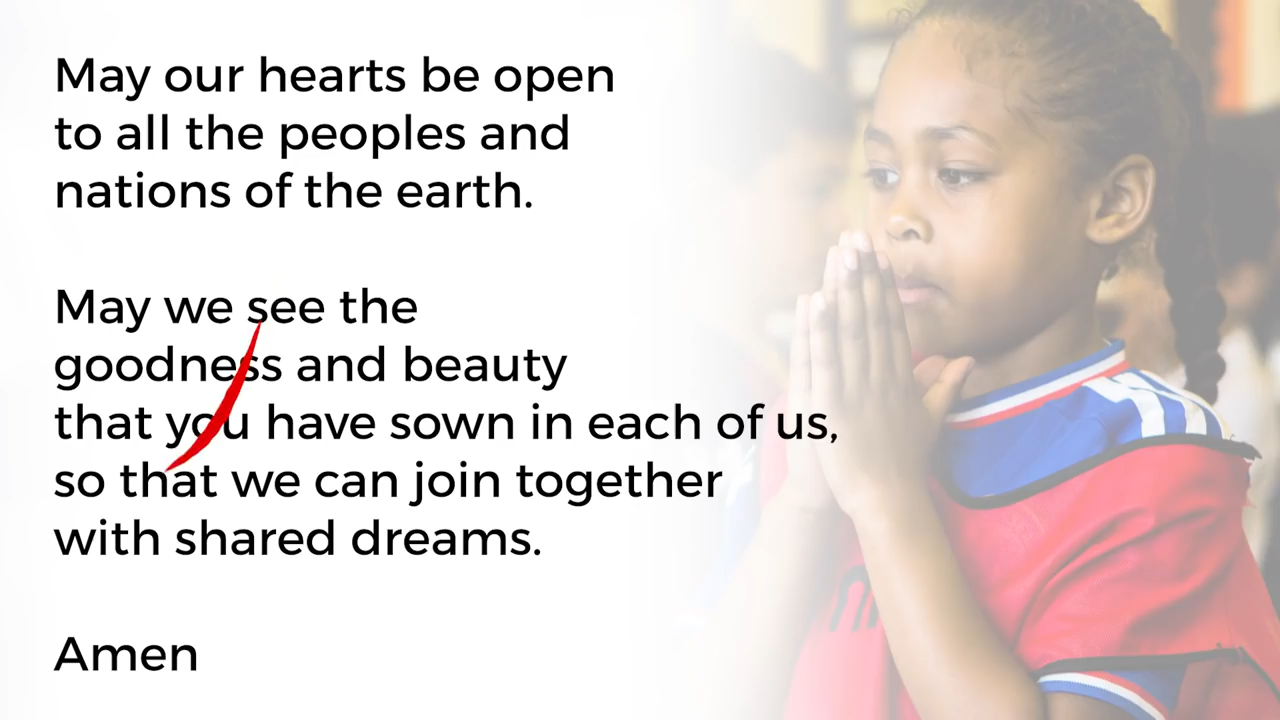 May our hearts be open
to all the peoples and
nations of the earth.
May we see the
goodness and beauty
that you have sown in each of us,
so that we can join together
with shared dreams.
Amen